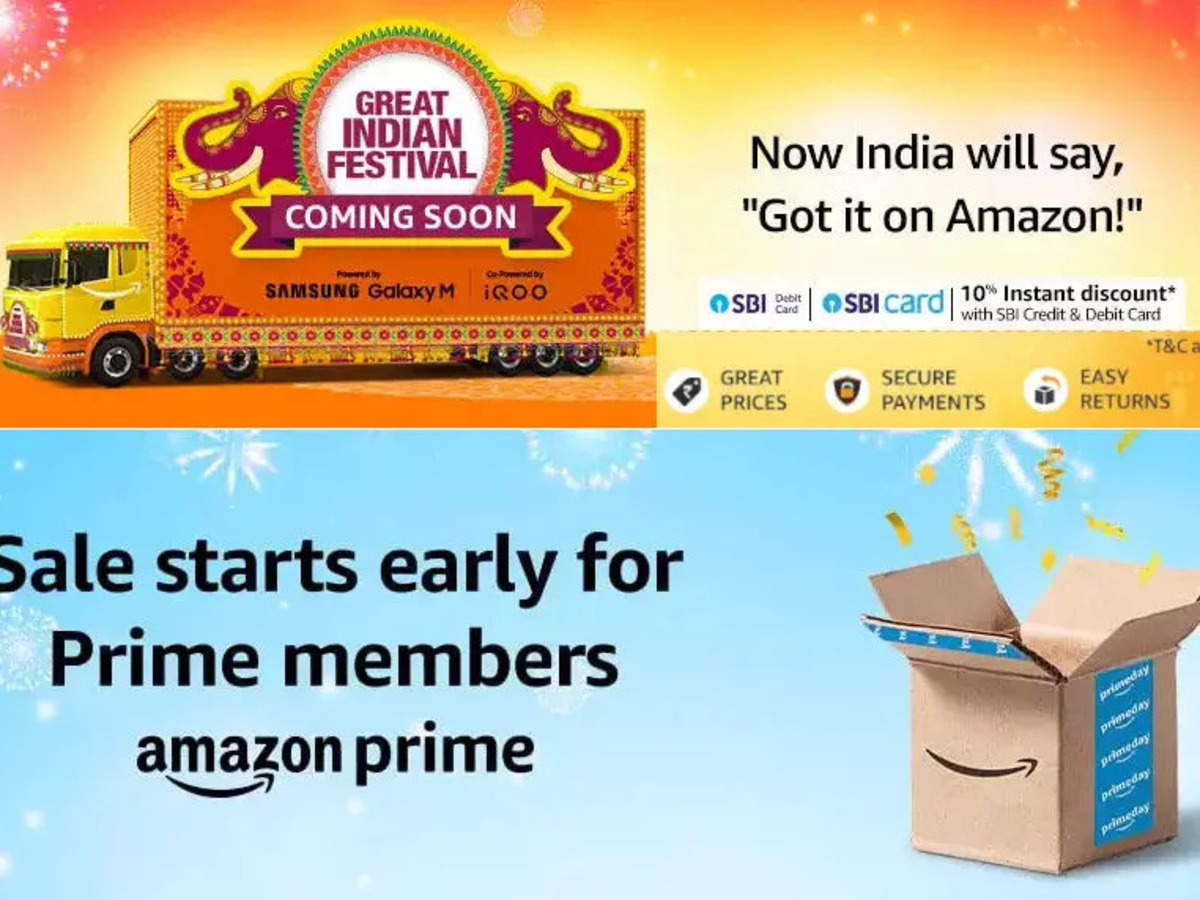 GREAT
INDIAN
FESTIVAL
COMING SOON
Powered by
SAMSUNG Galaxy M
Co-Powered by
iQOO
Now India will say,
"Got it on Amazon!"
SBI Debit Card
SBI card
10% Instant discount*
with SBI Credit & Debit Card
*T&C a
GREAT
PRICES
SECURE
PAYMENTS
EASY
RETURNS
Sale starts early for
Prime members
amazon prime
primeday
primeday
primeday
primeday
primeday